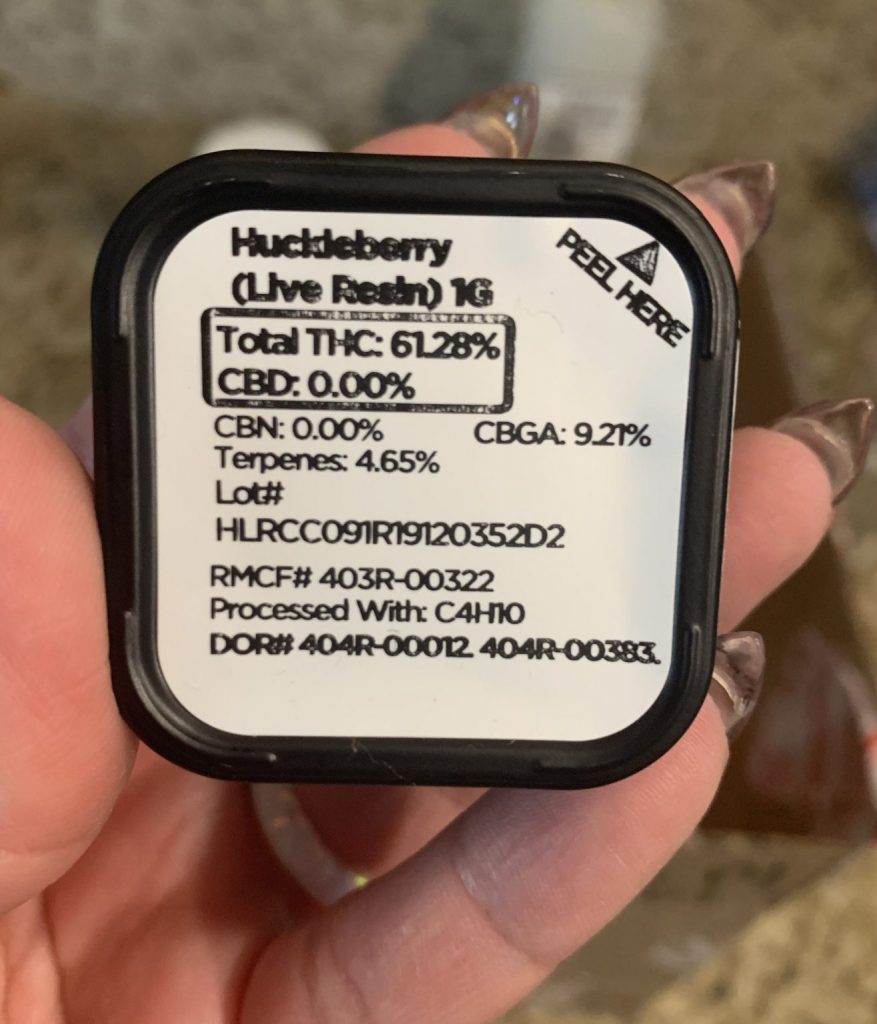 Huckleberry
(Live Resin) 1G
PEEL HERE
Total THC: 61.28%
CBD: 0.00%
CBN: 0.00% CBGA: 9.21%
Terpenes: 4.65%
Lot#
HLRCC091R19120352D2
RMCF# 403R-00322
Processed With: C4H10
DOR# 404R-00012. 404R-00383.